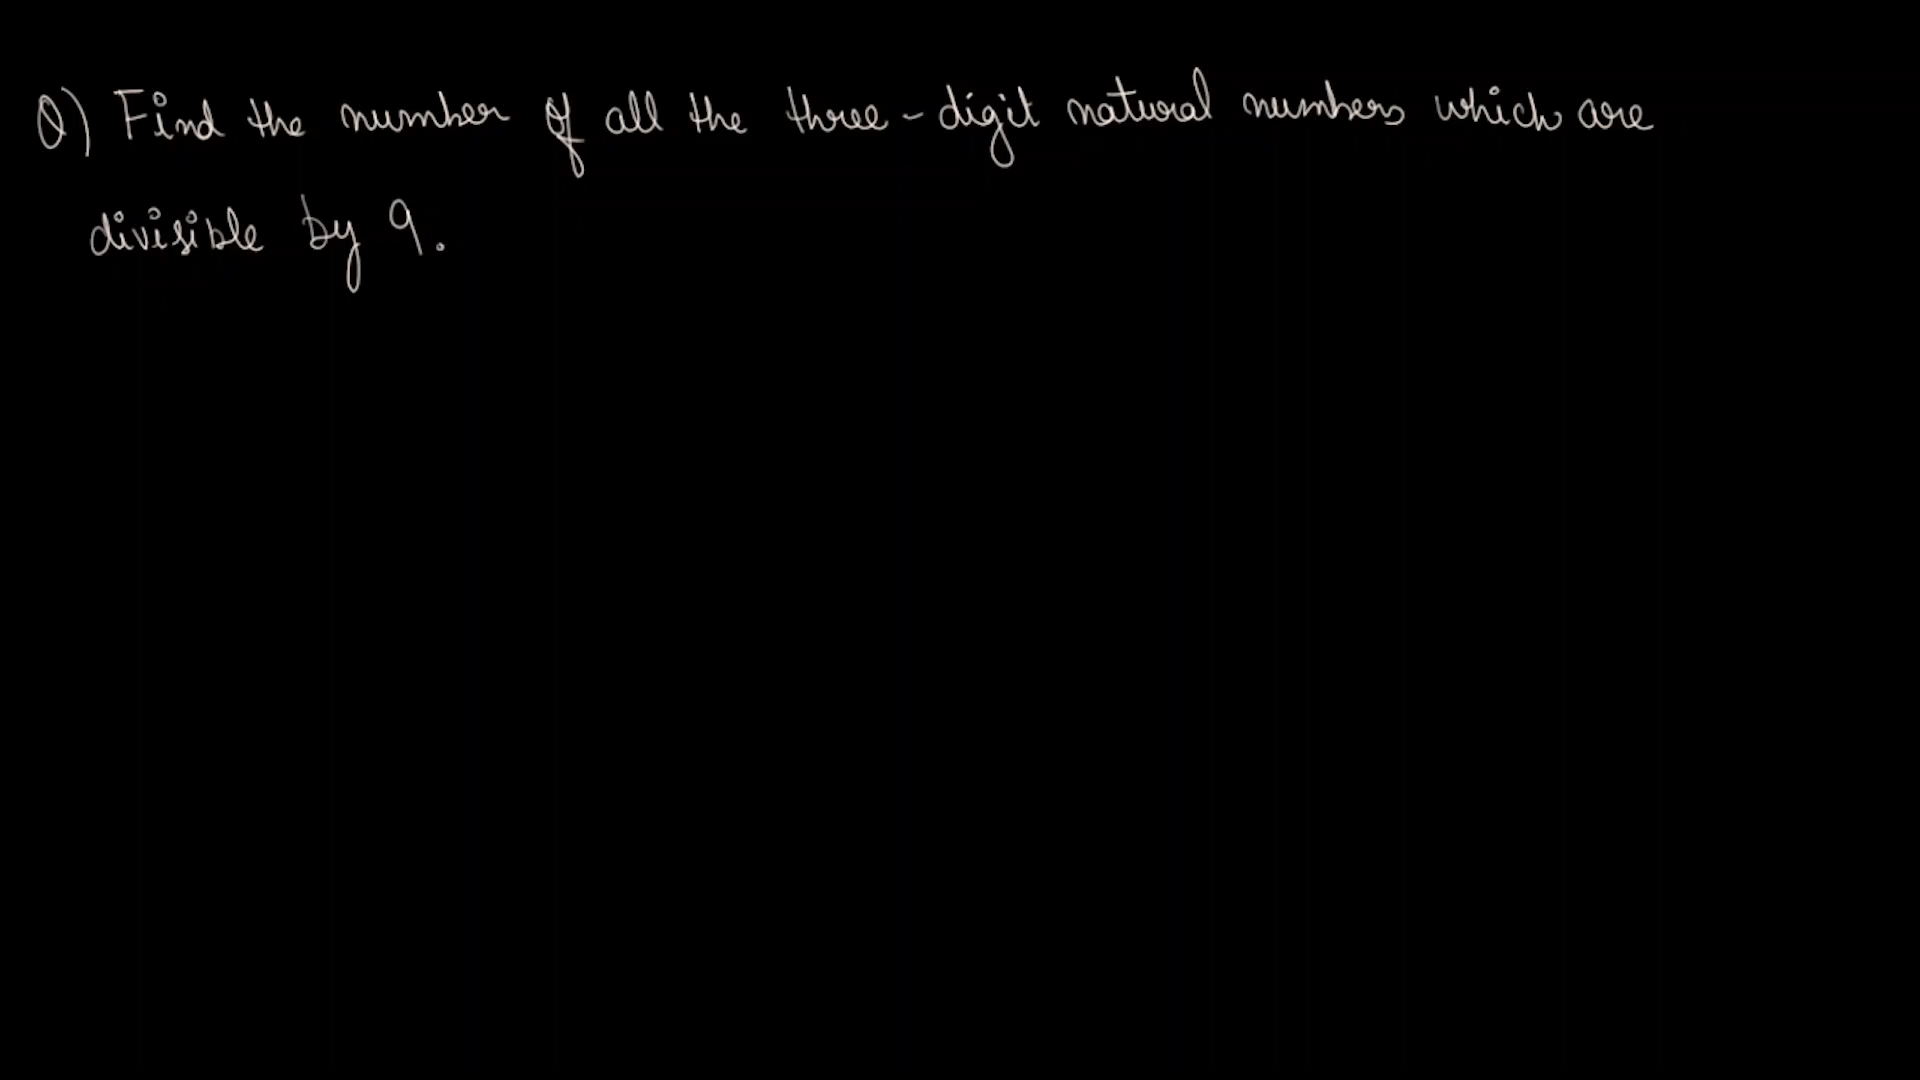 Q) Find the number of all the three-digit natural numbers which are
divisible by 9.